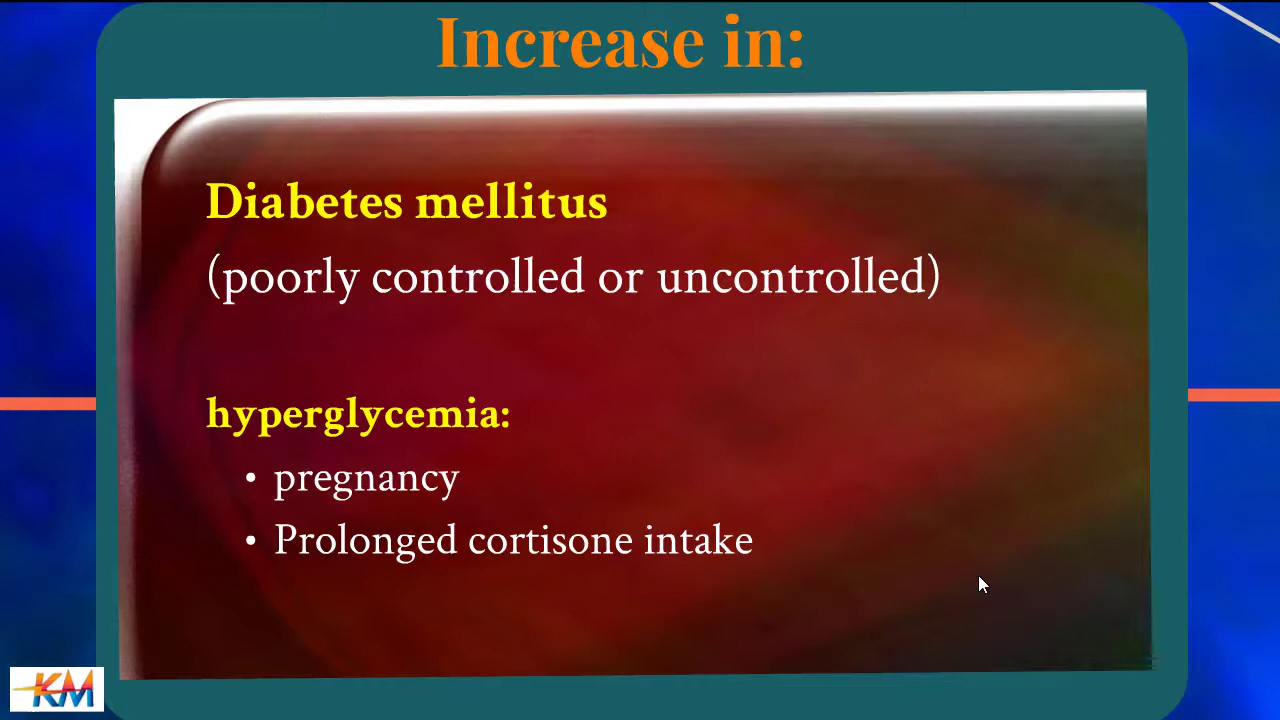 Increase in:
Diabetes mellitus
(poorly controlled or uncontrolled)
hyperglycemia:
• pregnancy
• Prolonged cortisone intake
KM